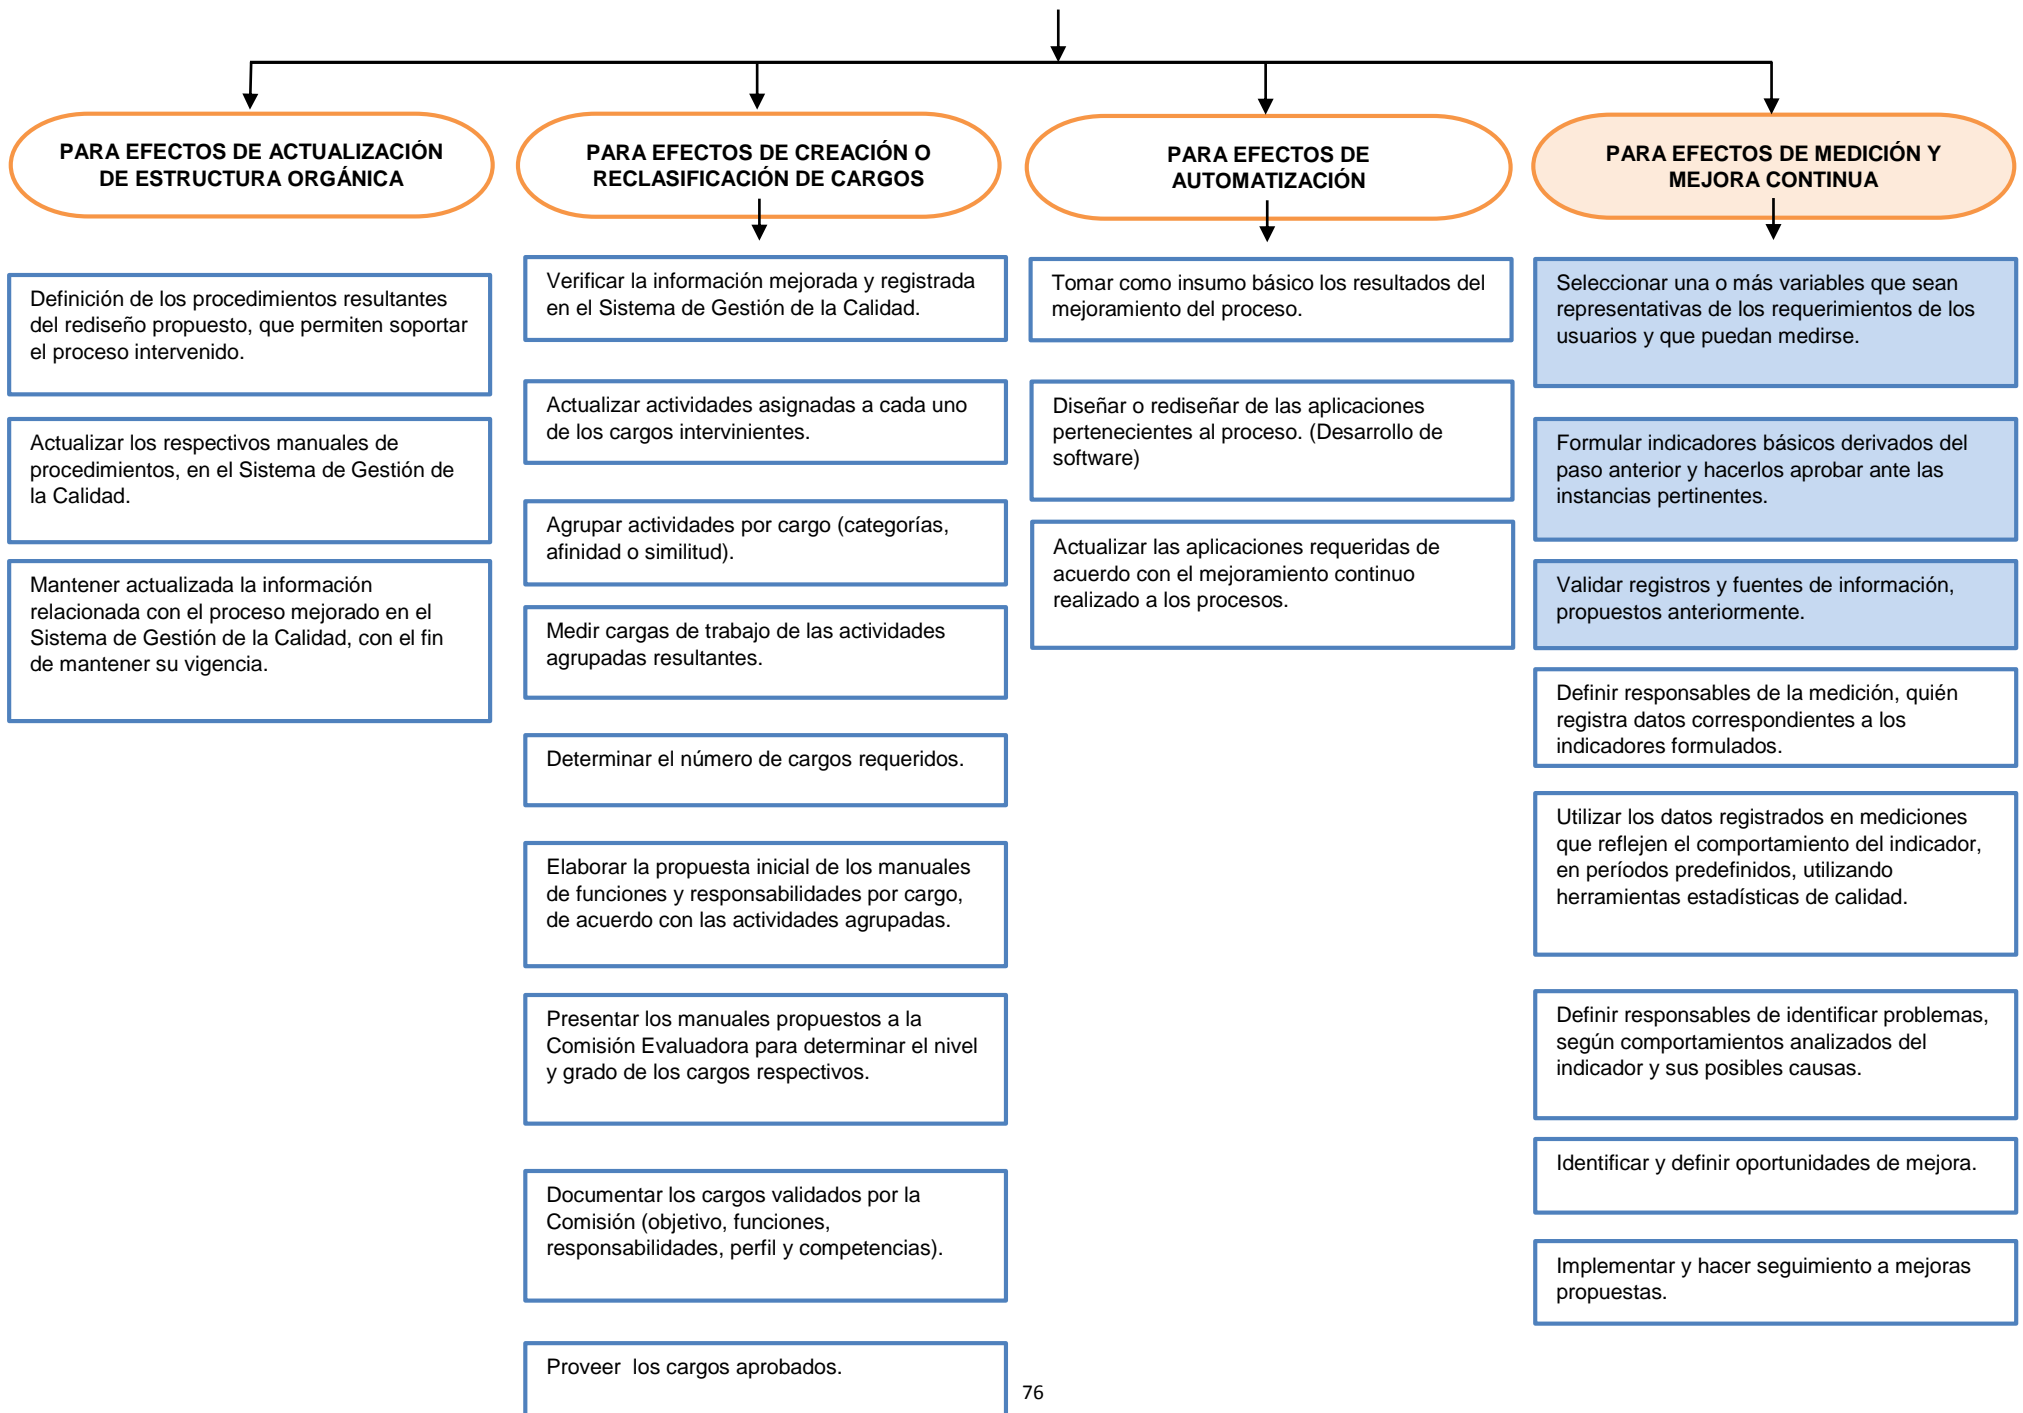 PARA EFECTOS DE ACTUALIZACIÓN
DE ESTRUCTURA ORGÁNICA
Definición de los procedimientos resultantes
del rediseño propuesto, que permiten soportar
el proceso intervenido.
Actualizar los respectivos manuales de
procedimientos, en el Sistema de Gestión de
la Calidad.
Mantener actualizada la información
relacionada con el proceso mejorado en el
Sistema de Gestión de la Calidad, con el fin
de mantener su vigencia.
PARA EFECTOS DE CREACIÓN O
RECLASIFICACIÓN DE CARGOS
Verificar la información mejorada y registrada
en el Sistema de Gestión de la Calidad.
Actualizar actividades asignadas a cada uno
de los cargos intervinientes.
Agrupar actividades por cargo (categorías,
afinidad o similitud).
Medir cargas de trabajo de las actividades
agrupadas resultantes.
Determinar el número de cargos requeridos.
Elaborar la propuesta inicial de los manuales
de funciones y responsabilidades por cargo,
de acuerdo con las actividades agrupadas.
Presentar los manuales propuestos a la
Comisión Evaluadora para determinar el nivel
y grado de los cargos respectivos.
Documentar los cargos validados por la
Comisión (objetivo, funciones,
responsabilidades, perfil y competencias).
Proveer  los cargos aprobados.
PARA EFECTOS DE
AUTOMATIZACIÓN
Tomar como insumo básico los resultados del
mejoramiento del proceso.
Diseñar o rediseñar de las aplicaciones
pertenecientes al proceso. (Desarrollo de
software)
Actualizar las aplicaciones requeridas de
acuerdo con el mejoramiento continuo
realizado a los procesos.
PARA EFECTOS DE MEDICIÓN Y
MEJORA CONTINUA
Seleccionar una o más variables que sean
representativas de los requerimientos de los
usuarios y que puedan medirse.
Formular indicadores básicos derivados del
paso anterior y hacerlos aprobar ante las
instancias pertinentes.
Validar registros y fuentes de información,
propuestos anteriormente.
Definir responsables de la medición, quién
registra datos correspondientes a los
indicadores formulados.
Utilizar los datos registrados en mediciones
que reflejen el comportamiento del indicador,
en períodos predefinidos, utilizando
herramientas estadísticas de calidad.
Definir responsables de identificar problemas,
según comportamientos analizados del
indicador y sus posibles causas.
Identificar y definir oportunidades de mejora.
Implementar y hacer seguimiento a mejoras
propuestas.
76